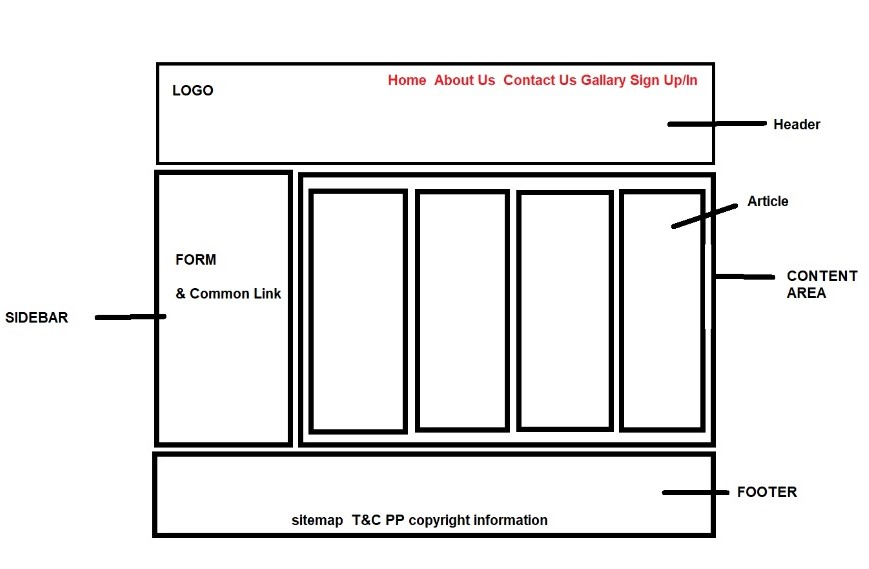 LOGO
Home About Us Contact Us Gallary Sign Up/In
Header
Article
FORM
& Common Link
CONTENT
AREA
SIDEBAR
FOOTER
sitemap T&C PP copyright information